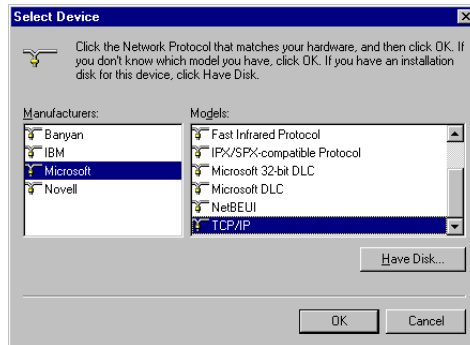 Select Device
Click the Network Protocol that matches your hardware, and then click OK. If
you don't know which model you have, click OK. If you have an installation
disk for this device, click Have Disk.
Manufacturers:
Banyan
IBM
Microsoft
Novell
Models:
Fast Infrared Protocol
IPX/SPX-compatible Protocol
Microsoft 32-bit DLC
Microsoft DLC
NetBEUI
TCP/IP
Have Disk...
OK
Cancel